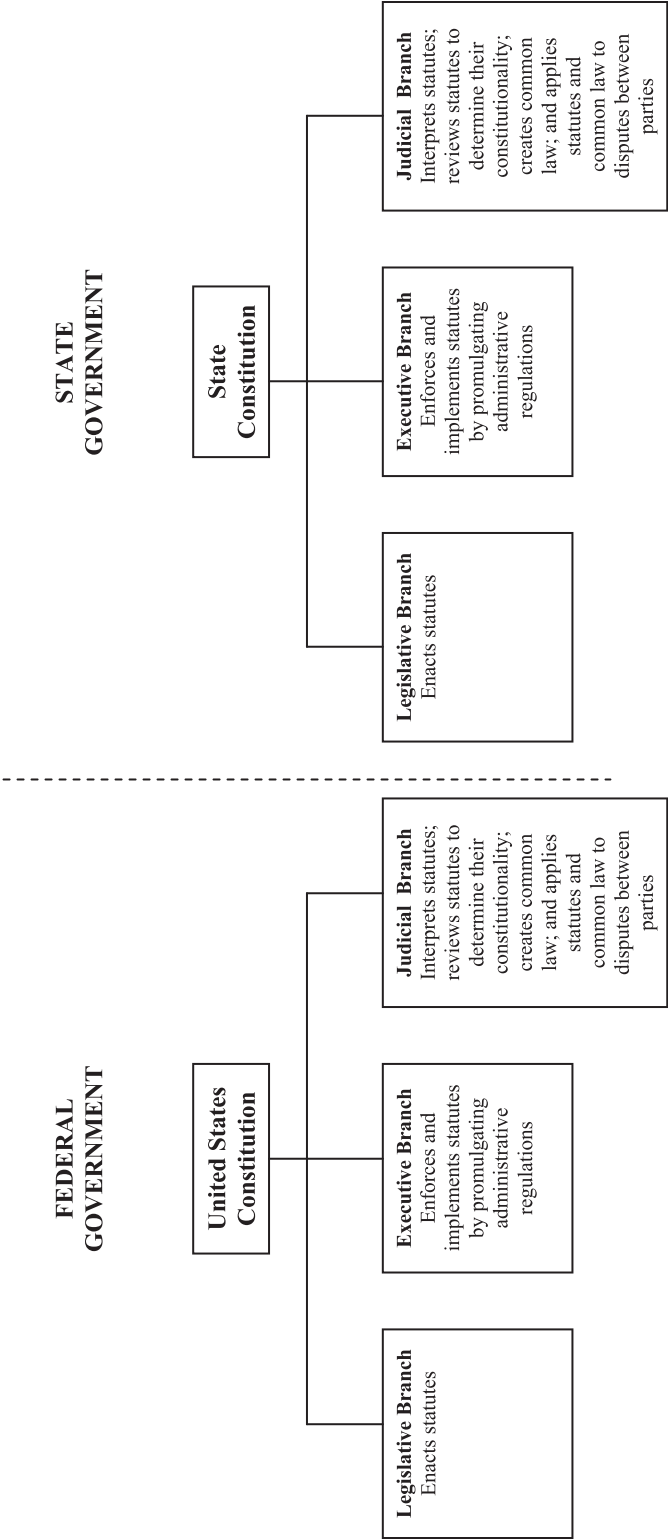 FEDERAL
GOVERNMENT
United States
Constitution
Legislative Branch
Enacts statutes
Executive Branch
Enforces and
implements statutes
by promulgating
administrative
regulations
Judicial Branch
Interprets statutes;
reviews statutes to
determine their
constitutionality;
creates common
law; and applies
statutes and
common law to
disputes between
parties
STATE
GOVERNMENT
State
Constitution
Legislative Branch
Enacts statutes
Executive Branch
Enforces and
implements statutes
by promulgating
administrative
regulations
Judicial Branch
Interprets statutes;
reviews statutes to
determine their
constitutionality;
creates common
law; and applies
statutes and
common law to
disputes between
parties